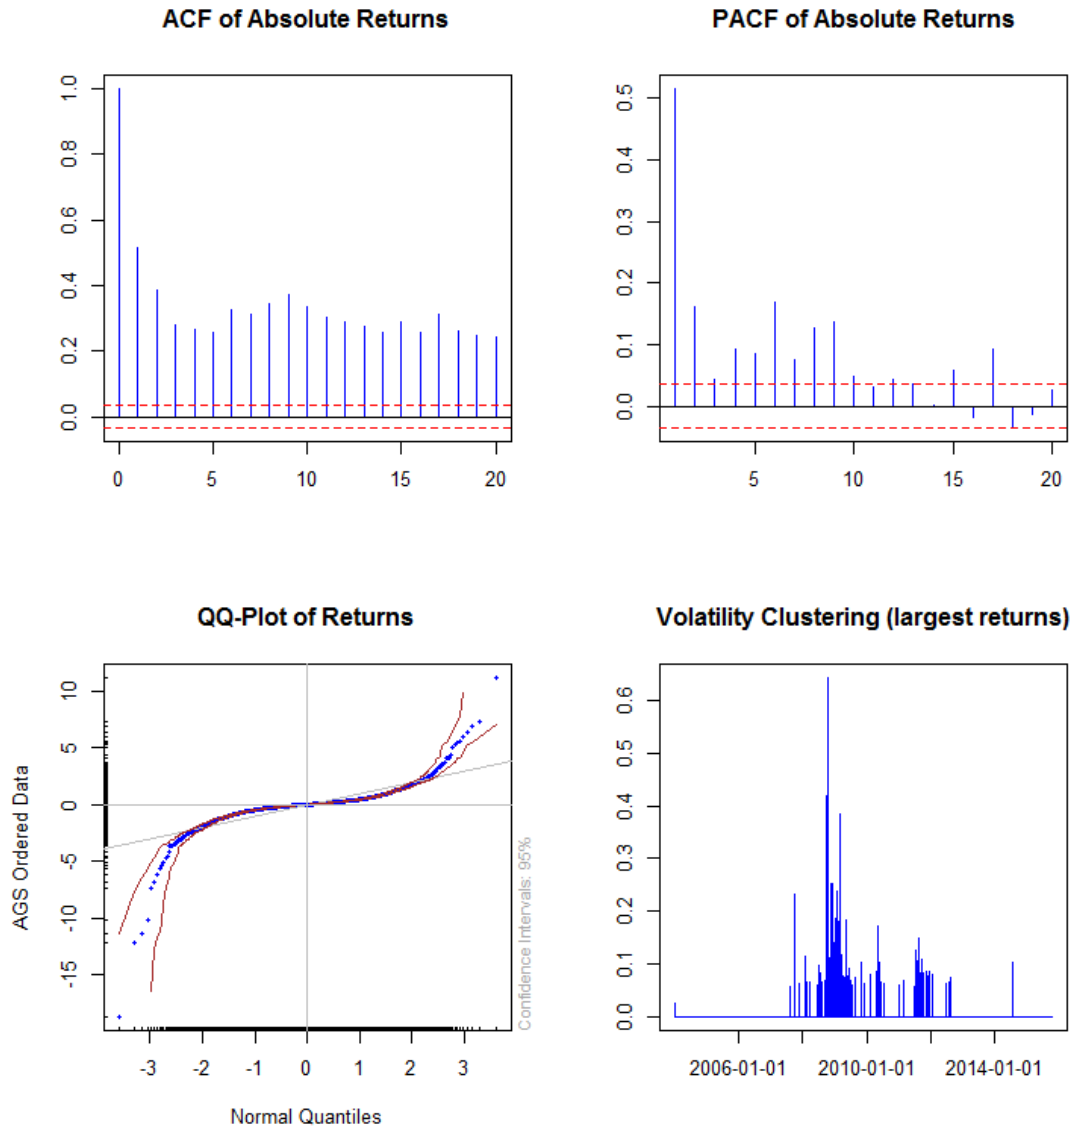 ACF of Absolute Returns
1.0
0.8
0.6
0.4
0.2
0.0
0 5 10 15 20
PACF of Absolute Returns
0.5
0.4
0.3
0.2
0.1
0.0
5 10 15 20
QQ-Plot of Returns
AGS Ordered Data
10
5
0
-5
-10
-15
-3 -2 -1 0 1 2 3
Normal Quantiles
Confidence Intervals: 95%
Volatility Clustering (largest returns)
0.6
0.5
0.4
0.3
0.2
0.1
0.0
2006-01-01 2010-01-01 2014-01-01